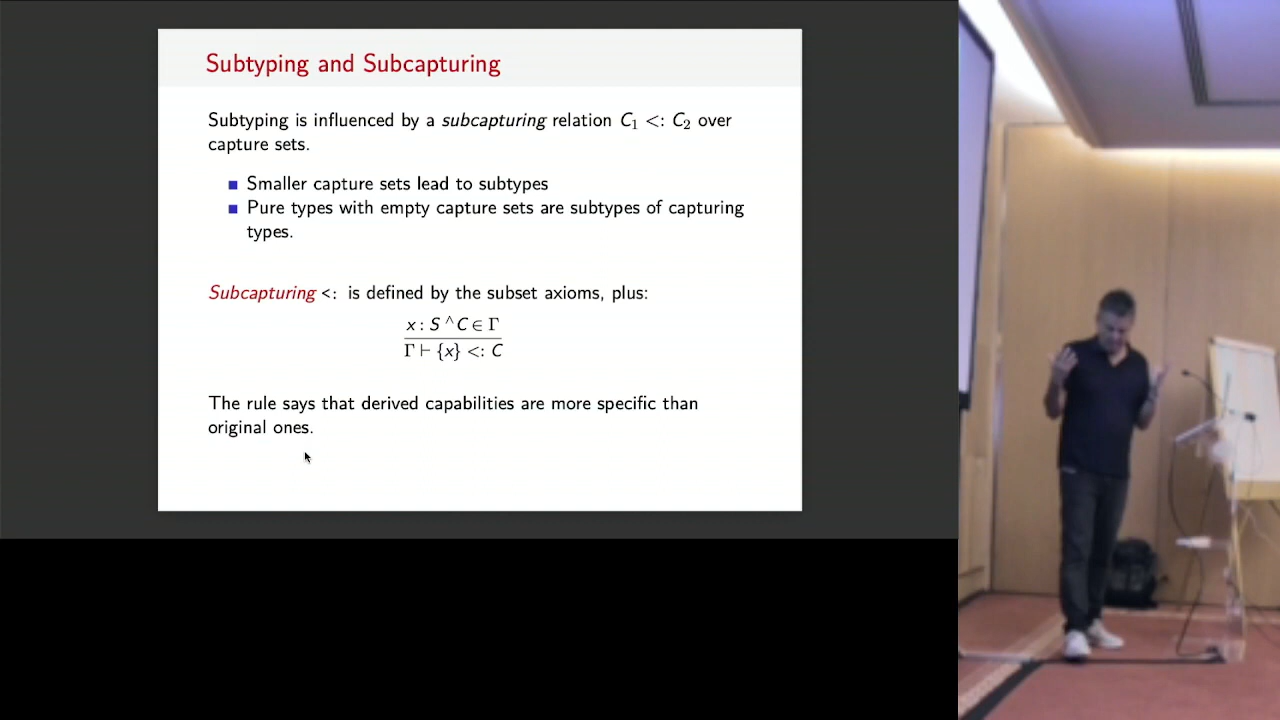 Subtyping and Subcapturing
Subtyping is influenced by a subcapturing relation C₁ <: C₂ over
capture sets.
■ Smaller capture sets lead to subtypes
■ Pure types with empty capture sets are subtypes of capturing
types.
Subcapturing <: is defined by the subset axioms, plus:
x : S ^ C ∈ Γ
Γ ⊢ {x} <: C
The rule says that derived capabilities are more specific than
original ones.